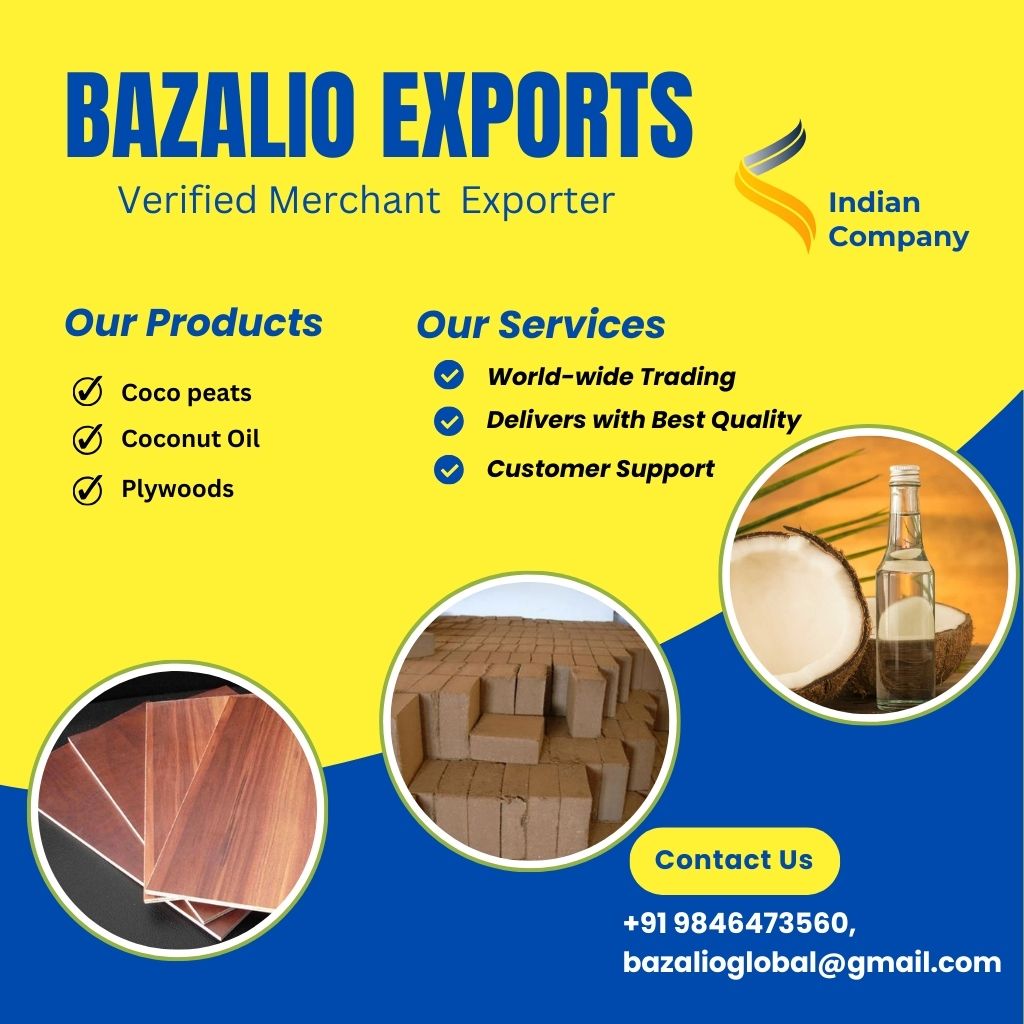 BAZALIO EXPORTS
Verified Merchant Exporter
Indian
Company
Our Products
Coco peats
Coconut Oil
Plywoods
Our Services
World-wide Trading
Delivers with Best Quality
Customer Support
Contact Us
+91 9846473560,
bazalioglobal@gmail.com